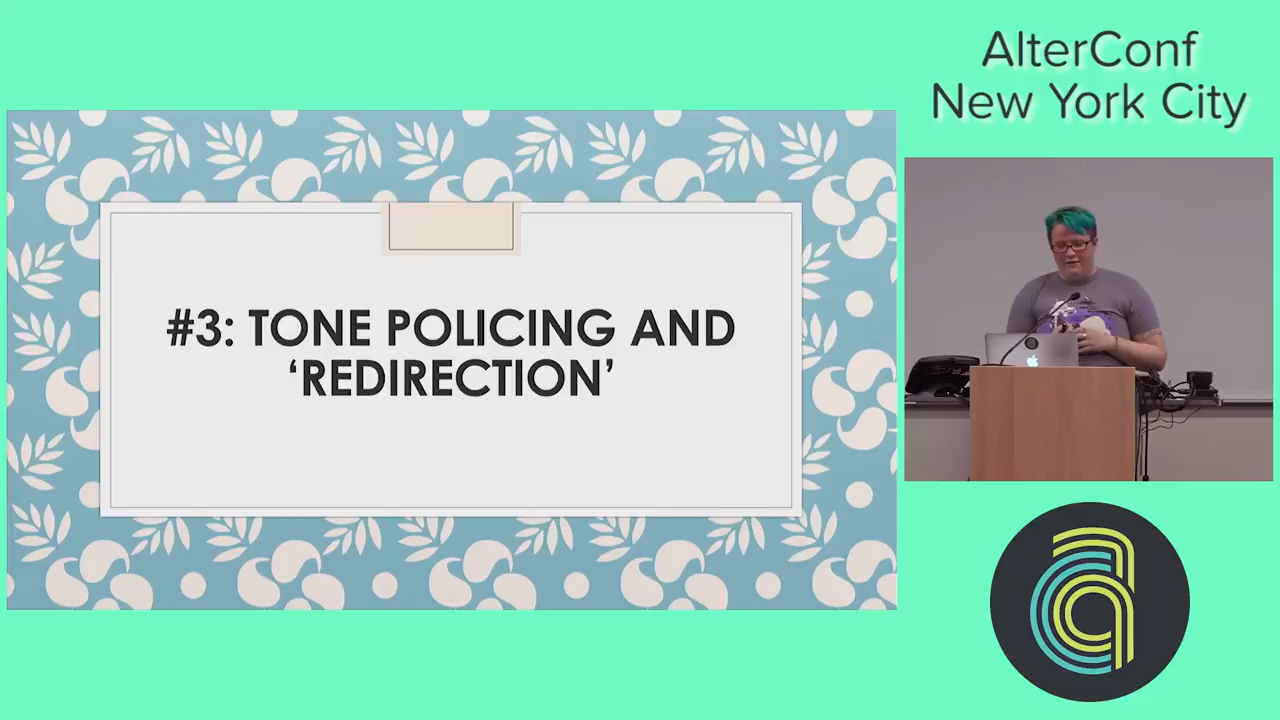 AlterConf
New York City
#3: TONE POLICING AND
‘REDIRECTION’